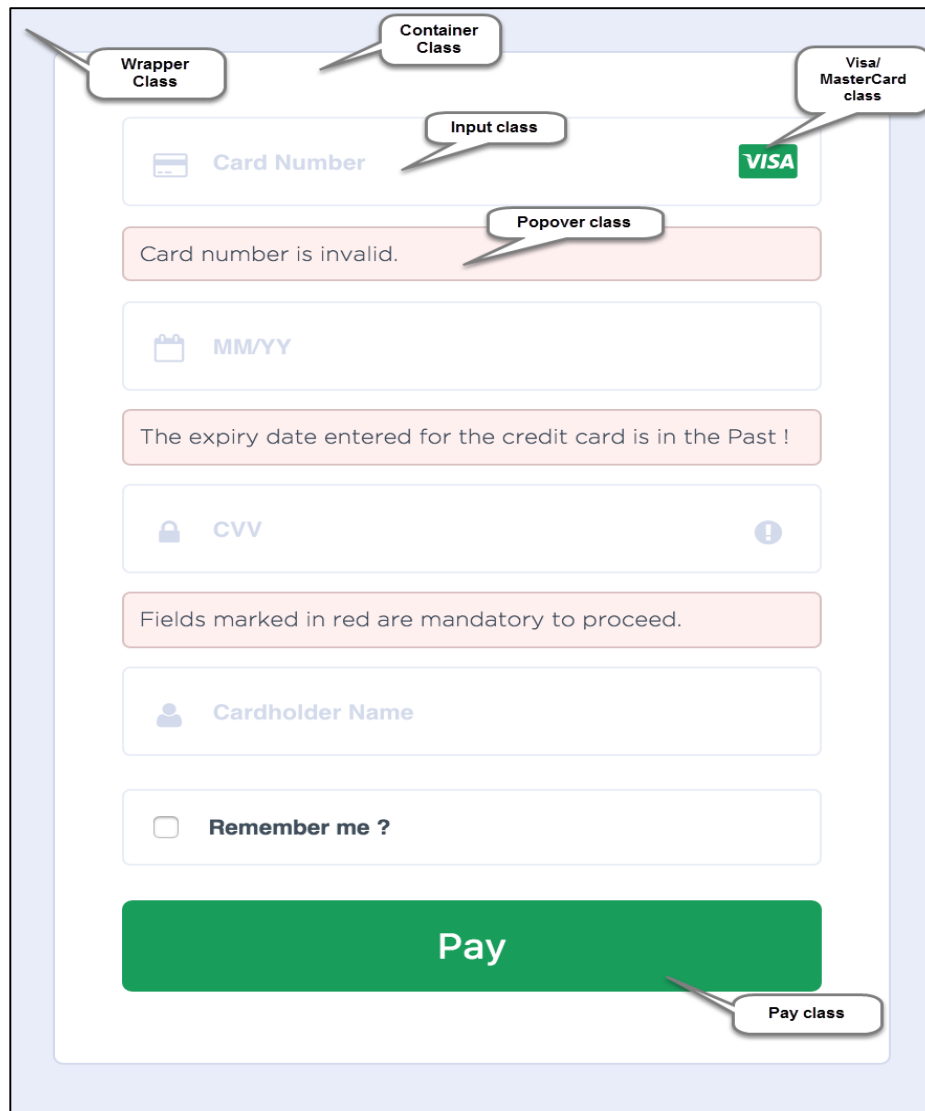 Container
Class
Wrapper
Class
Visa/
MasterCard
class
Input class
Card Number
VISA
Popover class
Card number is invalid.
MM/YY
The expiry date entered for the credit card is in the Past !
CVV
Fields marked in red are mandatory to proceed.
Cardholder Name
Remember me ?
Pay
Pay class